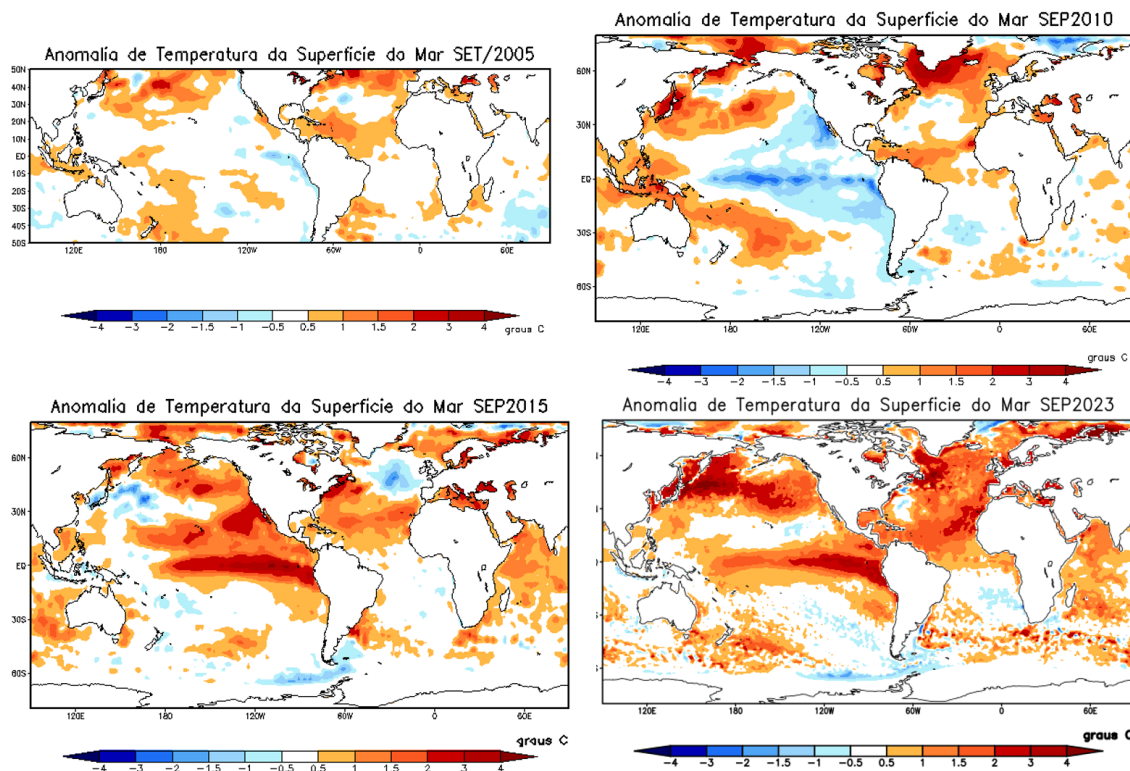 Anomalia de Temperatura da Superfície do Mar SET/2005
50N
40N
30N
20N
10N
EQ
10S
20S
30S
40S
50S
120E 180 120W 60W 0 60E
-4 -3 -2 -1.5 -1 -0.5 0.5 1 1.5 2 3 4
graus C
Anomalia de Temperatura da Superfície do Mar SEP2010
60N
30N
EQ
30S
60S
120E 180 120W 60W 0 60E
graus C
-4 -3 -2 -1.5 -1 -0.5 0.5 1 1.5 2 3 4
Anomalia de Temperatura da Superfície do Mar SEP2015
60N
30N
EQ
30S
60S
120E 180 120W 60W 0 60E
graus C
-4 -3 -2 -1.5 -1 -0.5 0.5 1 1.5 2 3 4
Anomalia de Temperatura da Superfície do Mar SEP2023
120E 180 120W 60W 0 60E
graus C
-4 -3 -2 -1.5 -1 -0.5 0.5 1 1.5 2 3 4